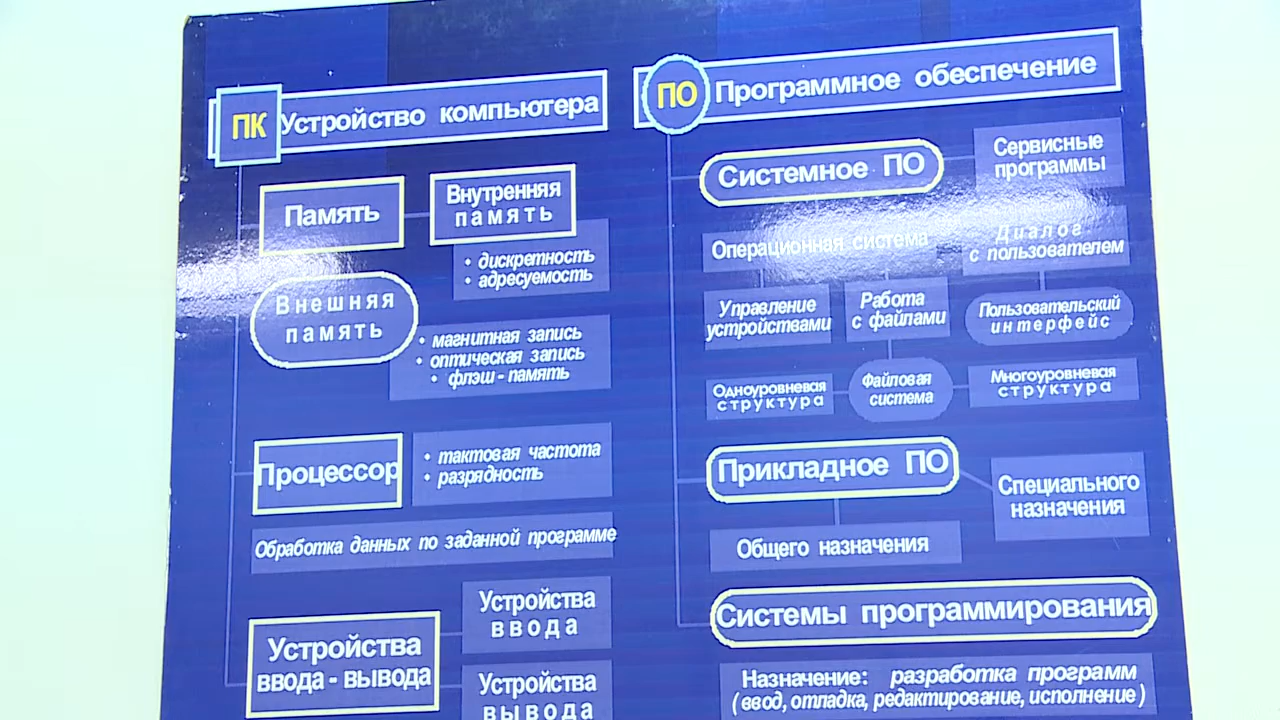 ПК Устройство компьютера
Память
Внутренняя
память
• дискретность
• адресуемость
Внешняя
память
• магнитная запись
• оптическая запись
• флэш - память
Процессор
• тактовая частота
• разрядность
Обработка данных по заданной программе
Устройства
ввода - вывода
Устройства
ввода
Устройства
вывода
ПО Программное обеспечение
Системное ПО
Сервисные
программы
Операционная система
Диалог
с пользователем
Управление
устройствами
Работа
с файлами
Пользовательский
интерфейс
Одноуровневая
структура
Файловая
система
Многоуровневая
структура
Прикладное ПО
Специального
назначения
Общего назначения
Системы программирования
Назначение: разработка программ
(ввод, отладка, редактирование, исполнение)